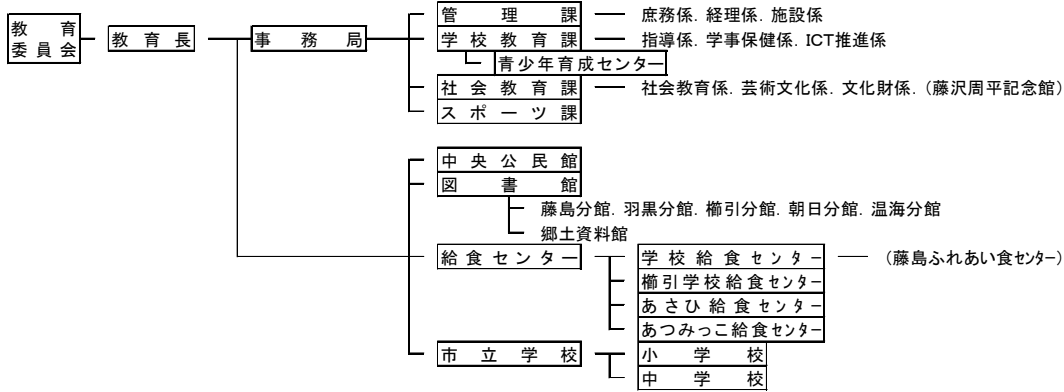 教育委員会
教育長
事務局
管理課 庶務係. 経理係. 施設係
学校教育課 指導係. 学事保健係. ICT推進係
青少年育成センター
社会教育課 社会教育係. 芸術文化係. 文化財係. (藤沢周平記念館)
スポーツ課
中央公民館
図書館
藤島分館. 羽黒分館. 櫛引分館. 朝日分館. 温海分館
郷土資料館
給食センター 学校給食センター (藤島ふれあい食センター)
櫛引学校給食センター
あさひ給食センター
あつみっこ給食センター
市立学校 小学校
中学校